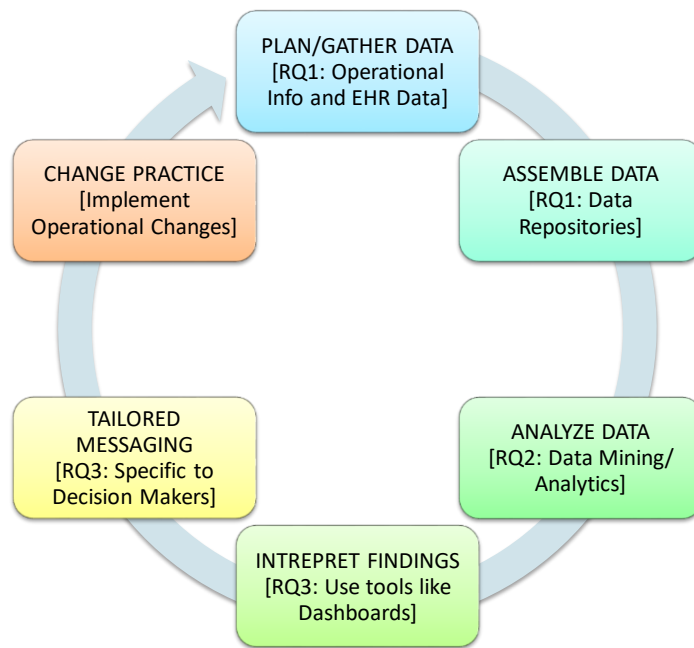 PLAN/GATHER DATA
[RQ1: Operational
Info and EHR Data]
ASSEMBLE DATA
[RQ1: Data
Repositories]
ANALYZE DATA
[RQ2: Data Mining/
Analytics]
INTREPRET FINDINGS
[RQ3: Use tools like
Dashboards]
TAILORED
MESSAGING
[RQ3: Specific to
Decision Makers]
CHANGE PRACTICE
[Implement
Operational Changes]